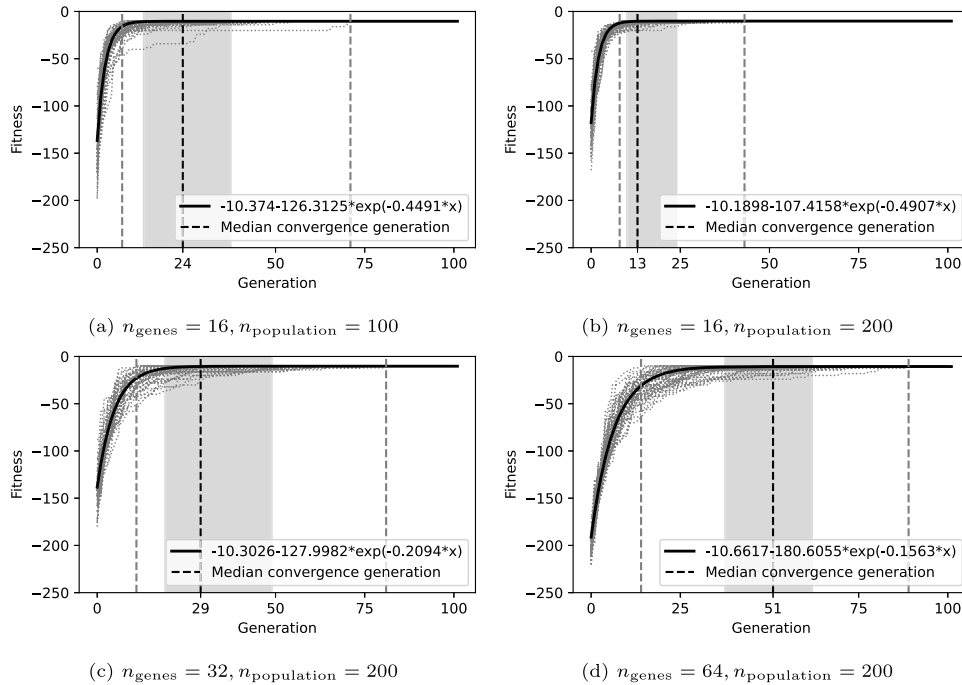 0
−50
−100
−150
−200
−250
Fitness
-10.374-126.3125*exp(-0.4491*x)
Median convergence generation
0 24 50 75 100
Generation
(a) n_genes = 16, n_population = 100
0
−50
−100
−150
−200
−250
Fitness
-10.1898-107.4158*exp(-0.4907*x)
Median convergence generation
0 13 25 50 75 100
Generation
(b) n_genes = 16, n_population = 200
0
−50
−100
−150
−200
−250
Fitness
-10.3026-127.9982*exp(-0.2094*x)
Median convergence generation
0 29 50 75 100
Generation
(c) n_genes = 32, n_population = 200
0
−50
−100
−150
−200
−250
Fitness
-10.6617-180.6055*exp(-0.1563*x)
Median convergence generation
0 25 51 75 100
Generation
(d) n_genes = 64, n_population = 200